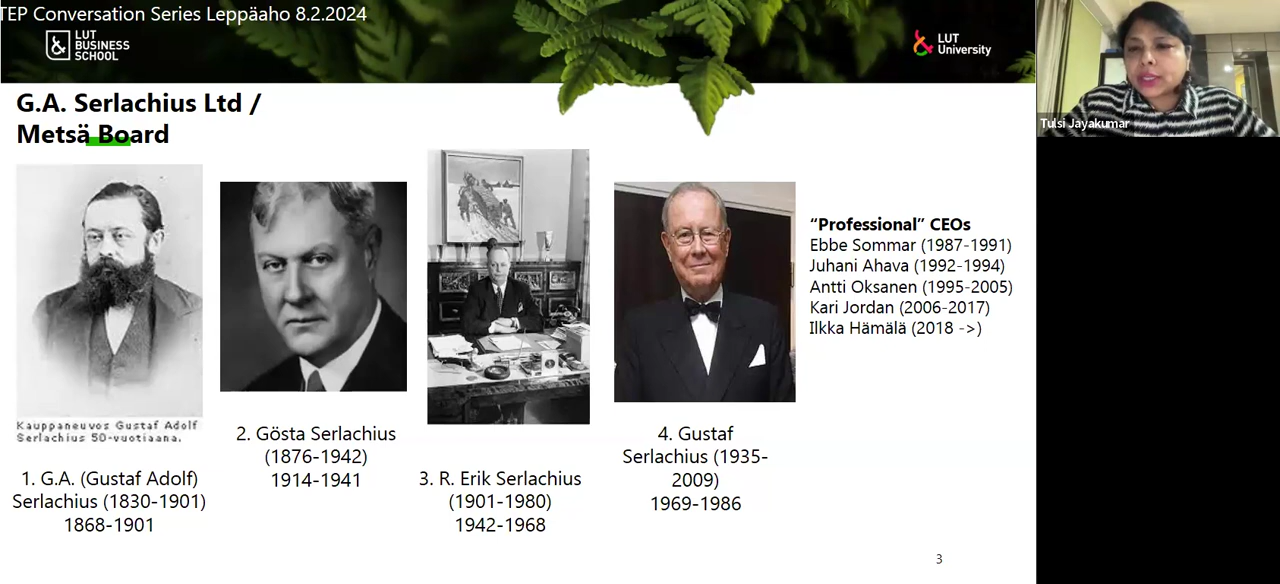 TEP Conversation Series Leppäaho 8.2.2024
LUT
BUSINESS
SCHOOL
LUT
University
Tulsi Jayakumar
G.A. Serlachius Ltd /
Metsä Board
Kauppaneuvos Gustaf Adolf
Serlachius 50-vuotiaana.
1. G.A. (Gustaf Adolf)
Serlachius (1830-1901)
1868-1901
2. Gösta Serlachius
(1876-1942)
1914-1941
3. R. Erik Serlachius
(1901-1980)
1942-1968
4. Gustaf
Serlachius (1935-
2009)
1969-1986
“Professional” CEOs
Ebbe Sommar (1987-1991)
Juhani Ahava (1992-1994)
Antti Oksanen (1995-2005)
Kari Jordan (2006-2017)
Ilkka Hämälä (2018 ->)
3